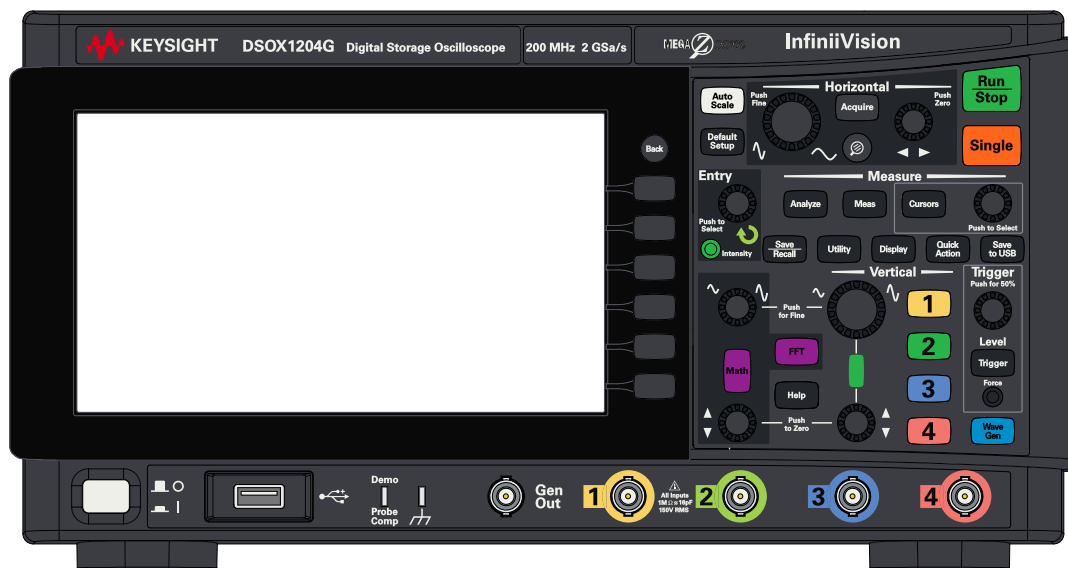 KEYSIGHT DSOX1204G Digital Storage Oscilloscope 200 MHz 2 GSa/s MEGA Zoom InfiniiVision
Auto
Scale
Push
Fine
Horizontal
Acquire
Push
Zero
Run
Stop
Default
Setup
Single
Back
Entry
Measure
Analyze
Meas
Cursors
Push to
Select
Push to Select
Intensity
Save
Recall
Utility
Display
Quick
Action
Save
to USB
Vertical
Trigger
Push for 50%
Push
for Fine
1
2
3
4
Level
Trigger
Force
FFT
Math
Help
Push
to Zero
Wave
Gen
Demo
Probe
Comp
Gen
Out
1
All Inputs
1M Ω ≅ 16pF
150V RMS
2
3
4